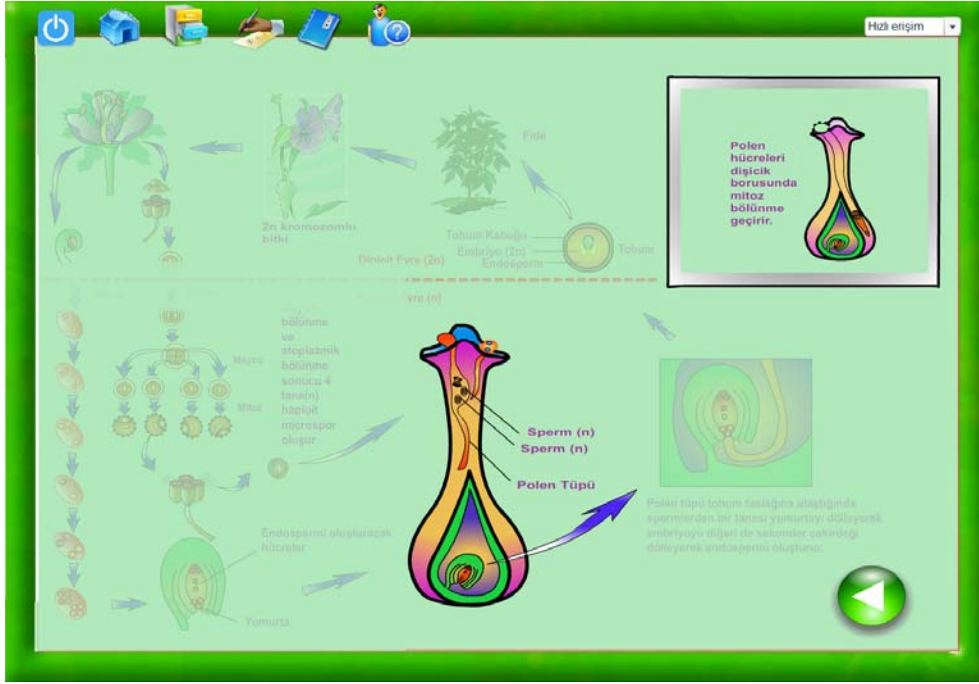 Hızlı erişim
Fide
Tohum Kabuğu
Embriyo (2n)
Endosperm
Tohum
2n kromozomlu
bitki
Diploit Evre (2n)
Polen
hücreleri
dişicik
borusunda
mitoz
bölünme
geçirir.
bölünme
ve
stoplazmik
bölünme
sonucu 4
tane(n)
haploit
microspor
oluşur
Mayoz
Mitoz
Sperm (n)
Sperm (n)
Polen Tüpü
Polen tüpü tohum taslağına ulaştığında
spermlerden bir tanesi yumurtayı dölleyerek
embriyoyu diğeri de sekonder çekirdeği
dölleyerek endospermi oluşturur.
Endospermi oluşturacak
hücreler
Yumurta